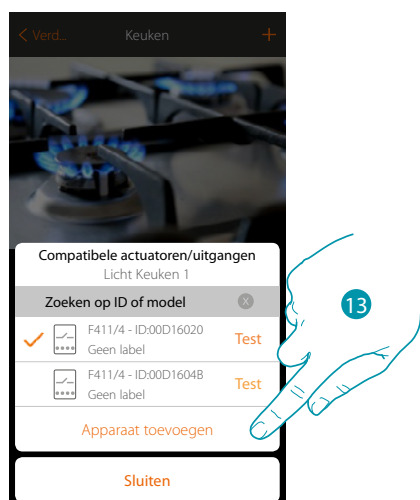 Verd...
Keuken
+
Compatibele actuatoren/uitgangen
Licht Keuken 1
Zoeken op ID of model
X
F411/4 - ID:00D16020
Geen label
Test
F411/4 - ID:00D1604B
Geen label
Test
Apparaat toevoegen
Sluiten
13